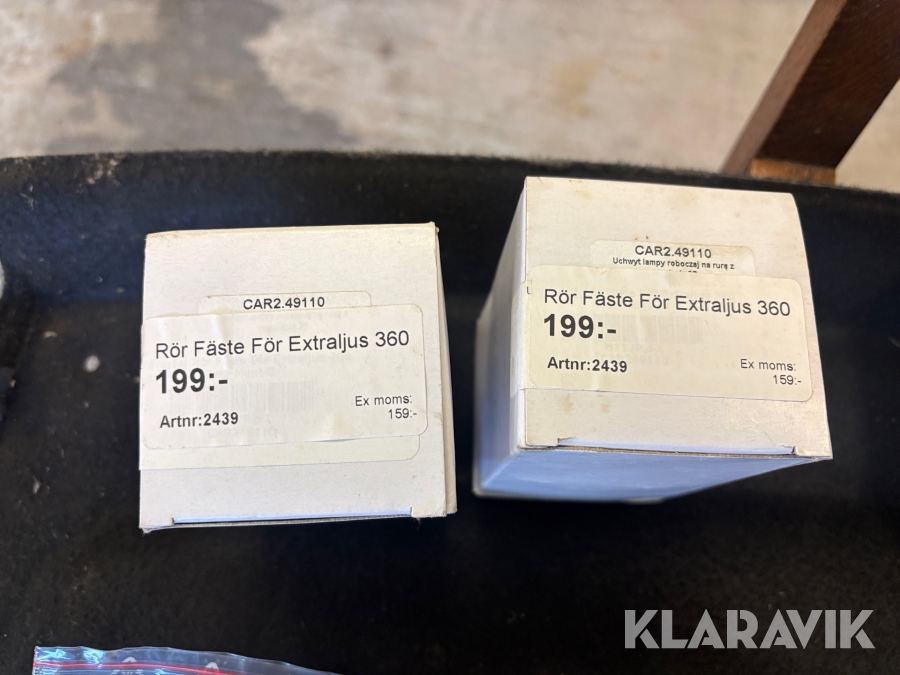 CAR2.49110
Rör Fäste För Extraljus 360
199:-
Artnr:2439
Ex moms:
159:-
CAR2.49110
Uchwyt lampy roboczaj na rurę z
Rör Fäste För Extraljus 360
199:-
Artnr:2439
Ex moms:
159:-
KLARAVIK